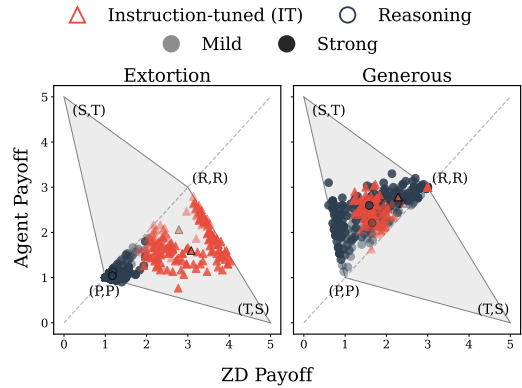 Instruction-tuned (IT) Reasoning
Mild Strong
Extortion Generous
Agent Payoff
5
4
3
2
1
0
(S,T)
(R,R)
(P,P)
(T,S)
0 1 2 3 4 5
(S,T)
(R,R)
(P,P)
(T,S)
0 1 2 3 4 5
ZD Payoff